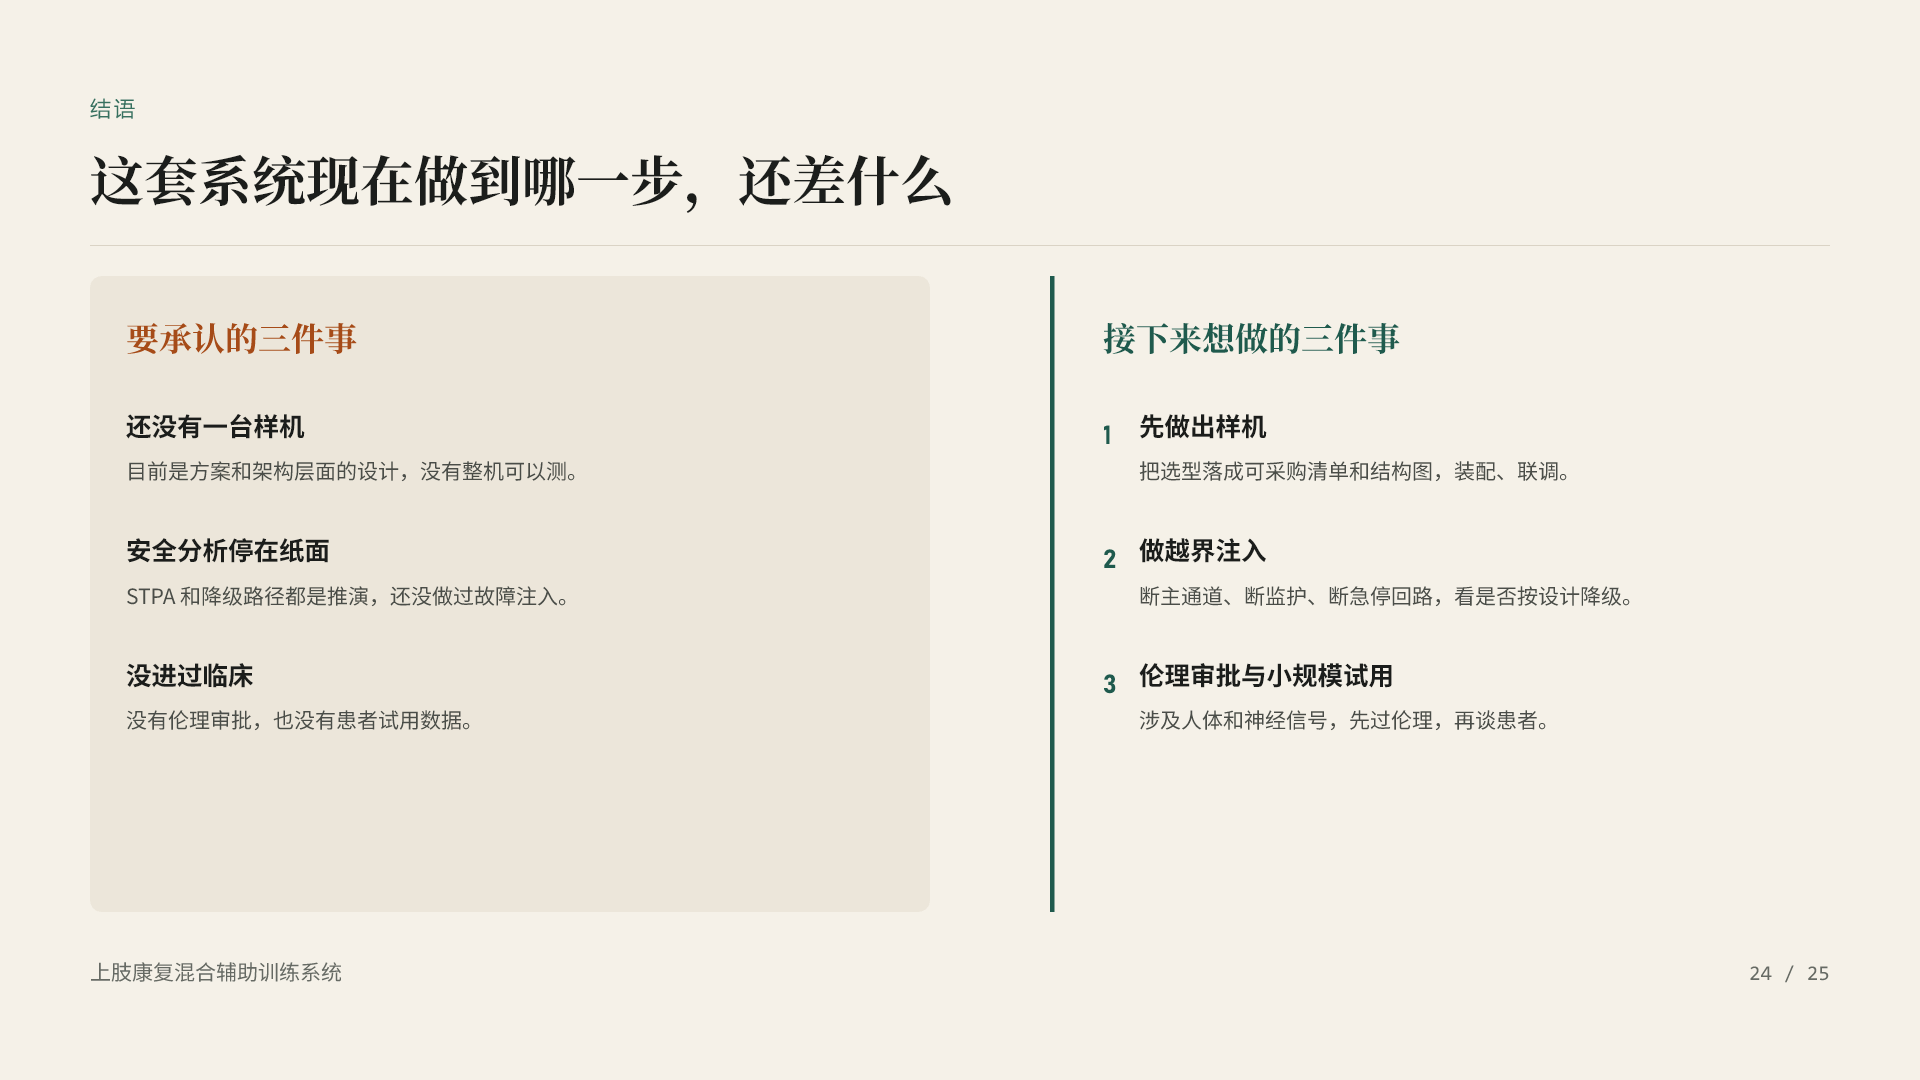 结语
这套系统现在做到哪一步，还差什么
要承认的三件事
还没有一台样机
目前是方案和架构层面的设计，没有整机可以测。
安全分析停在纸面
STPA 和降级路径都是推演，还没做过故障注入。
没进过临床
没有伦理审批，也没有患者试用数据。
接下来想做的三件事
1 先做出样机
把选型落成可采购清单和结构图，装配、联调。
2 做越界注入
断主通道、断监护、断急停回路，看是否按设计降级。
3 伦理审批与小规模试用
涉及人体和神经信号，先过伦理，再谈患者。
上肢康复混合辅助训练系统
24 / 25